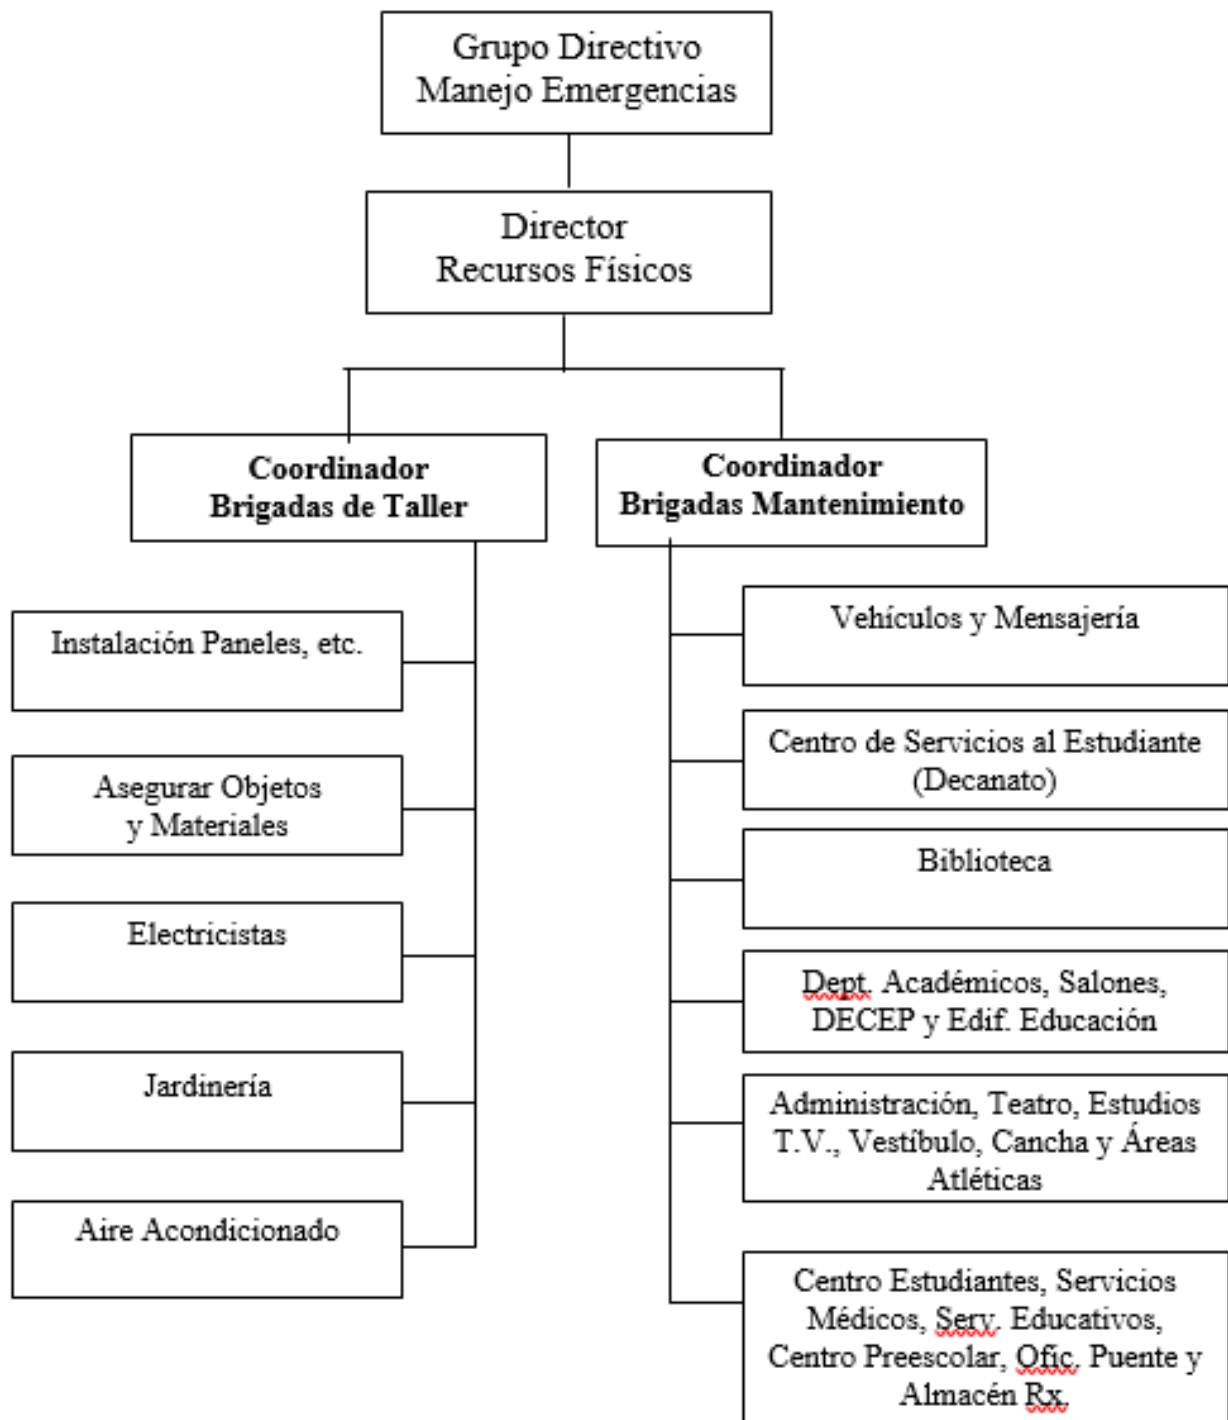 Grupo Directivo
Manejo Emergencias
Director
Recursos Físicos
Coordinador
Brigadas de Taller
Coordinador
Brigadas Mantenimiento
Instalación Paneles, etc.
Asegurar Objetos
y Materiales
Electricistas
Jardinería
Aire Acondicionado
Vehículos y Mensajería
Centro de Servicios al Estudiante
(Decanato)
Biblioteca
Dept. Académicos, Salones,
DECEP y Edif. Educación
Administración, Teatro, Estudios
T.V., Vestíbulo, Cancha y Áreas
Atléticas
Centro Estudiantes, Servicios
Médicos, Serv. Educativos,
Centro Preescolar, Ofic. Puente y
Almacén Rx.